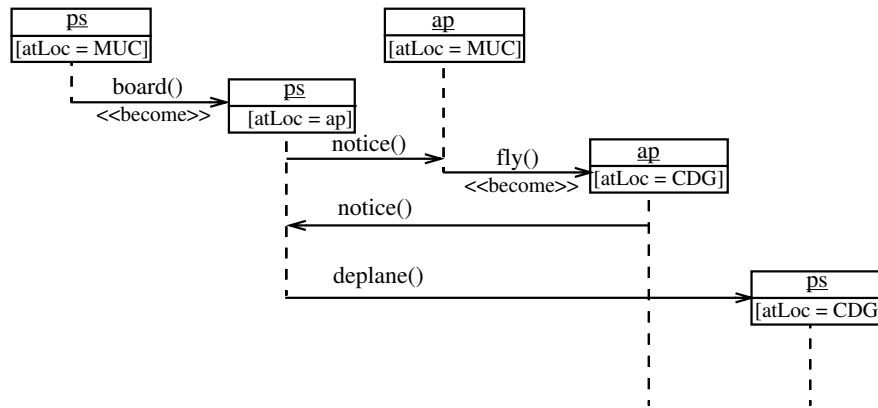 ps
[atLoc = MUC]
ap
[atLoc = MUC]
board()
<<become>>
ps
[atLoc = ap]
notice()
fly()
<<become>>
ap
[atLoc = CDG]
notice()
deplane()
ps
[atLoc = CDG